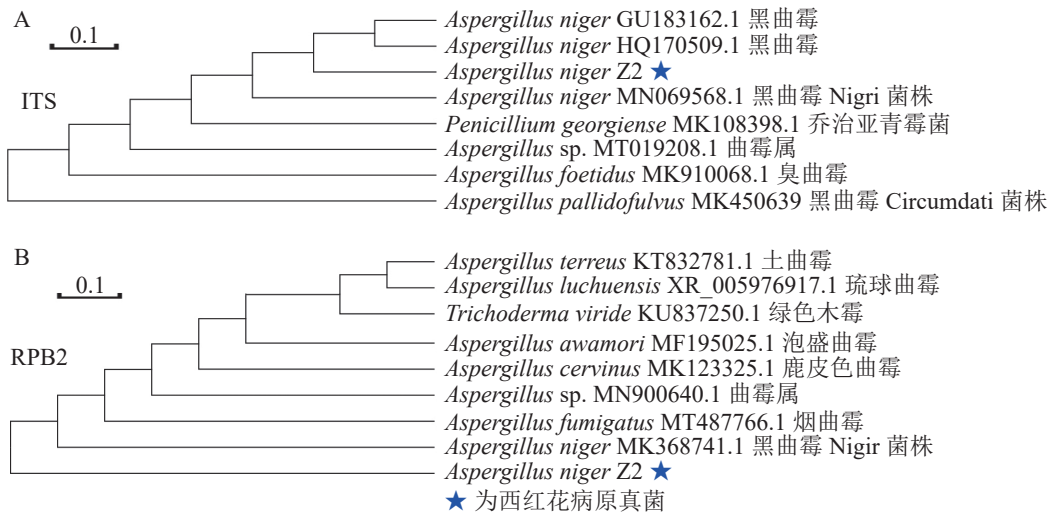 A
0.1
ITS
Aspergillus niger GU183162.1 黑曲霉
Aspergillus niger HQ170509.1 黑曲霉
Aspergillus niger Z2 ★
Aspergillus niger MN069568.1 黑曲霉 Nigri 菌株
Penicillium georgiense MK108398.1 乔治亚青霉菌
Aspergillus sp. MT019208.1 曲霉属
Aspergillus foetidus MK910068.1 臭曲霉
Aspergillus pallidofulvus MK450639 黑曲霉 Circumdati 菌株
B
0.1
RPB2
Aspergillus terreus KT832781.1 土曲霉
Aspergillus luchuensis XR_005976917.1 琉球曲霉
Trichoderma viride KU837250.1 绿色木霉
Aspergillus awamori MF195025.1 泡盛曲霉
Aspergillus cervinus MK123325.1 鹿皮色曲霉
Aspergillus sp. MN900640.1 曲霉属
Aspergillus fumigatus MT487766.1 烟曲霉
Aspergillus niger MK368741.1 黑曲霉 Nigir 菌株
Aspergillus niger Z2 ★
★ 为西红花病原真菌